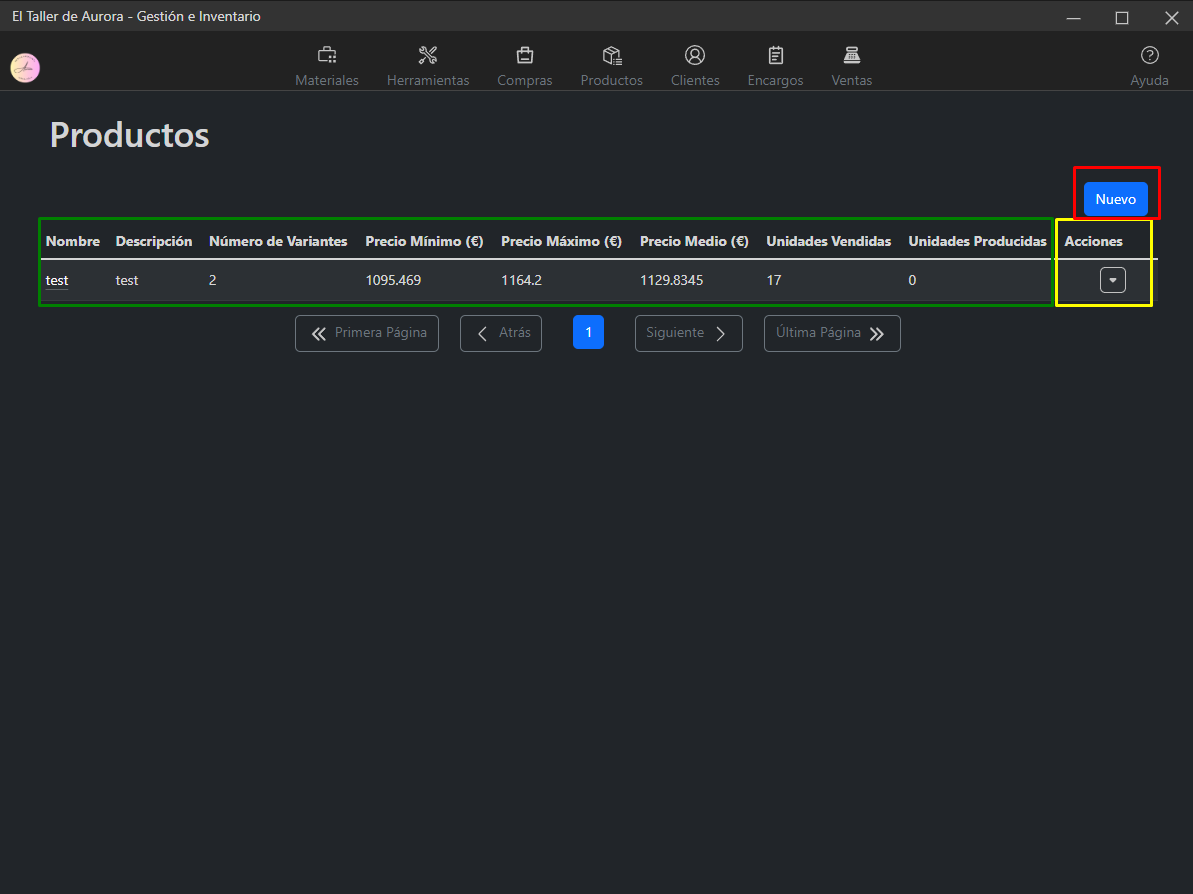 El Taller de Aurora - Gestión e Inventario
Materiales Herramientas Compras Productos Clientes Encargos Ventas Ayuda
Productos
Nuevo
Nombre Descripción Número de Variantes Precio Mínimo (€) Precio Máximo (€) Precio Medio (€) Unidades Vendidas Unidades Producidas Acciones
test test 2 1095.469 1164.2 1129.8345 17 0
Primera Página Atrás 1 Siguiente Última Página